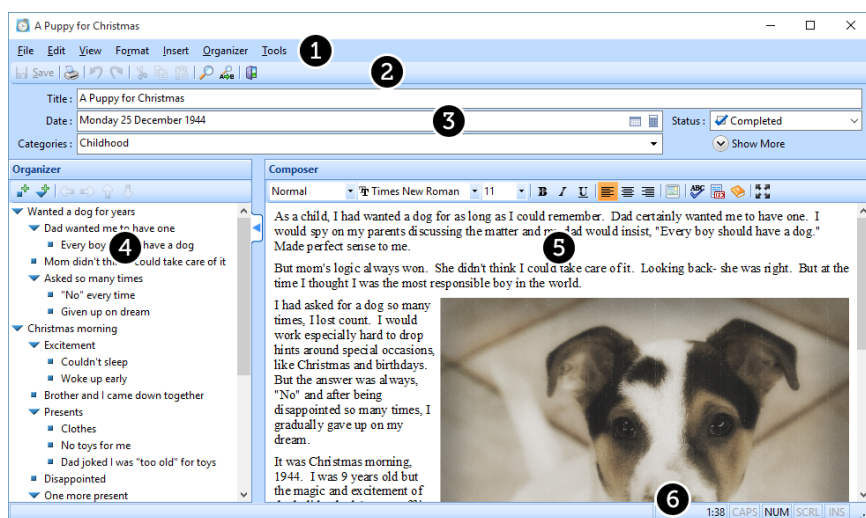 A Puppy for Christmas
File Edit View Format Insert Organizer Tools 1
Save 2
Title : A Puppy for Christmas
Date : Monday 25 December 1944 3 Status : Completed
Categories : Childhood Show More
Organizer Composer
Normal Times New Roman 11 B I U ABC
Wanted a dog for years
Dad wanted me to have one
Every boy have a dog
4
Mom didn't could take care of it
Asked so many times
"No" every time
Given up on dream
Christmas morning
Excitement
Couldn't sleep
Woke up early
Brother and I came down together
Presents
Clothes
No toys for me
Dad joked I was "too old" for toys
Disappointed
One more present
As a child, I had wanted a dog for as long as I could remember. Dad certainly wanted me to have one. I
would spy on my parents discussing the matter and dad would insist, "Every boy should have a dog."
Made perfect sense to me.
5
But mom's logic always won. She didn't think I could take care of it. Looking back- she was right. But at the
time I thought I was the most responsible boy in the world.
I had asked for a dog so many
times, I lost count. I would
work especially hard to drop
hints around special occasions,
like Christmas and birthdays.
But the answer was always,
"No" and after being
disappointed so many times, I
gradually gave up on my
dream.
It was Christmas morning,
1944. I was 9 years old but
the magic and excitement of
6
1:38 CAPS NUM SCRL INS